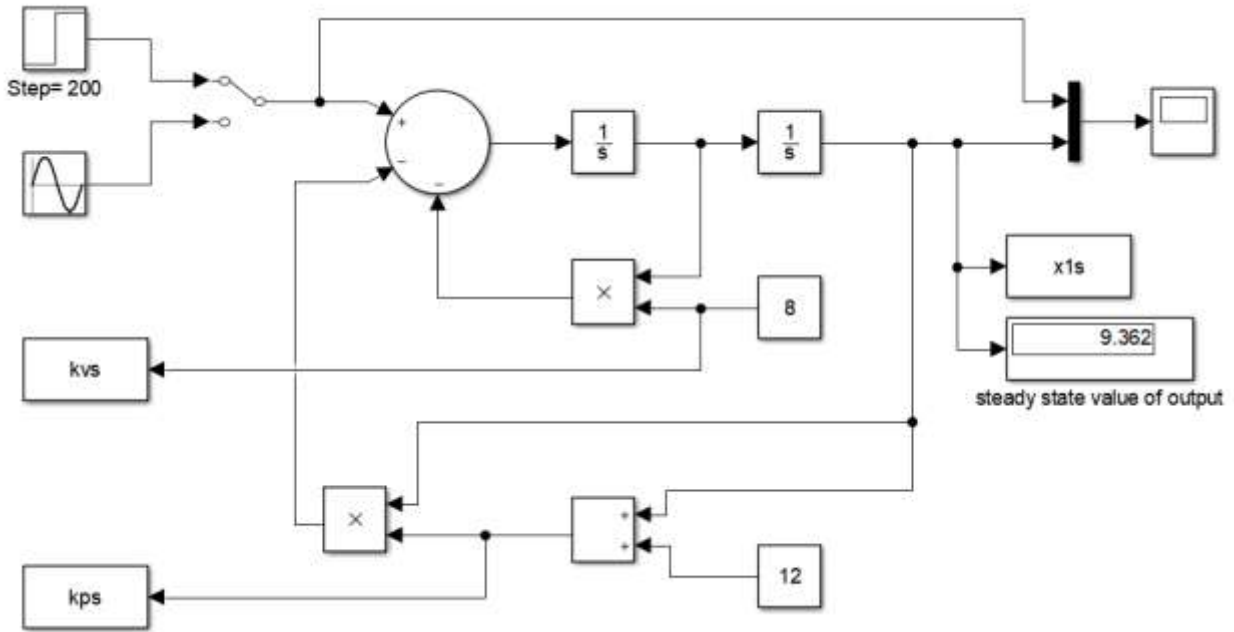 Step= 200
+
−
−
1
s
1
s
×
8
x1s
9.362
steady state value of output
kvs
×
+
+
12
kps